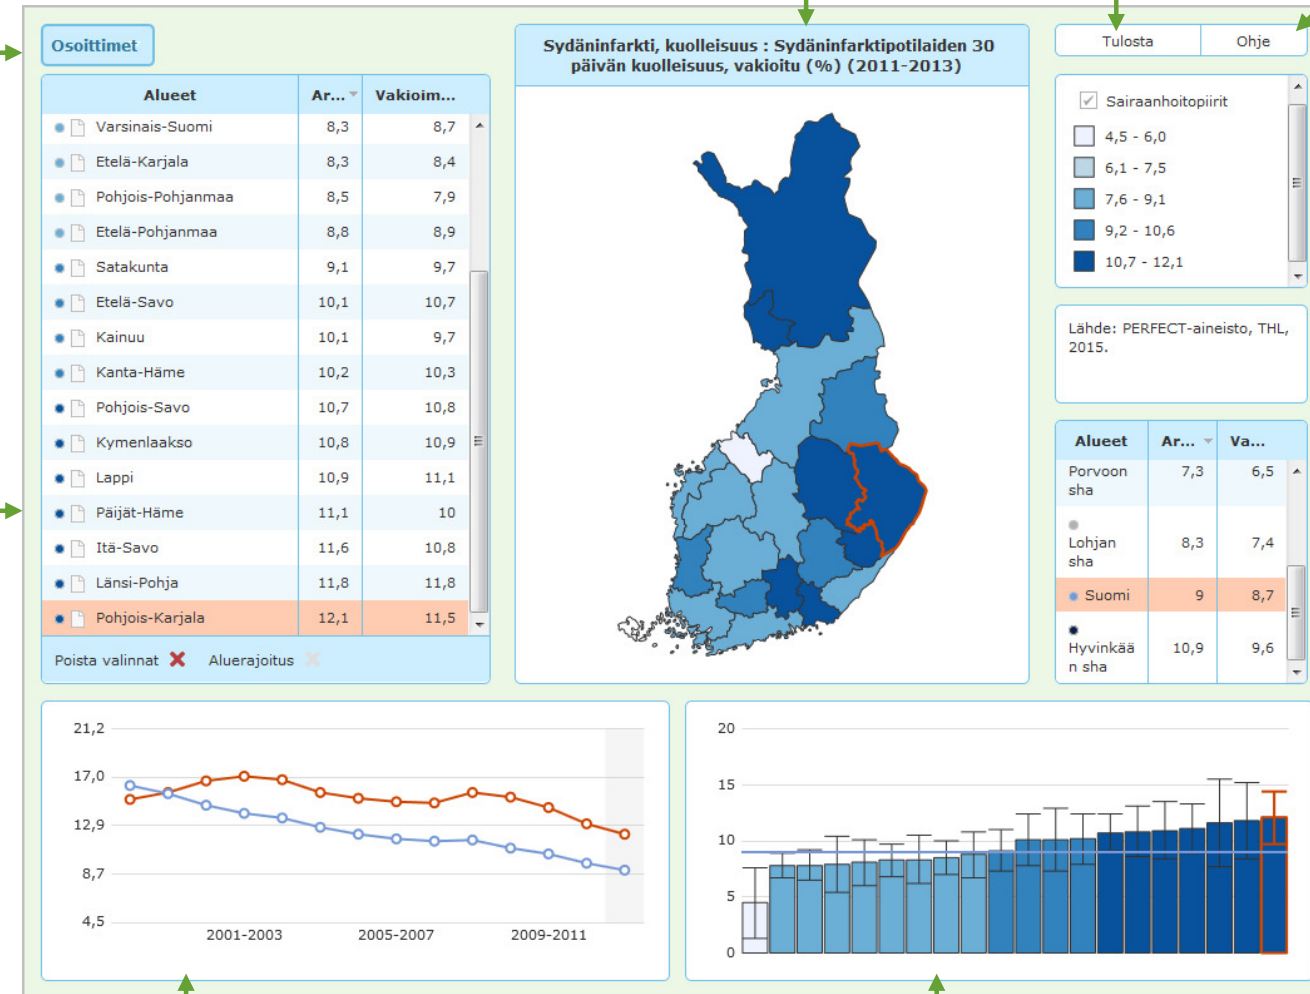 Osoittimet
Alueet Ar... Vakioim...
Varsinais-Suomi 8,3 8,7
Etelä-Karjala 8,3 8,4
Pohjois-Pohjanmaa 8,5 7,9
Etelä-Pohjanmaa 8,8 8,9
Satakunta 9,1 9,7
Etelä-Savo 10,1 10,7
Kainuu 10,1 9,7
Kanta-Häme 10,2 10,3
Pohjois-Savo 10,7 10,8
Kymenlaakso 10,8 10,9
Lappi 10,9 11,1
Päijät-Häme 11,1 10
Itä-Savo 11,6 10,8
Länsi-Pohja 11,8 11,8
Pohjois-Karjala 12,1 11,5
Poista valinnat Aluerajoitus
Sydäninfarkti, kuolleisuus : Sydäninfarktipotilaiden 30
päivän kuolleisuus, vakioitu (%) (2011-2013)
Tulosta Ohje
Sairaanhoitopiirit
4,5 - 6,0
6,1 - 7,5
7,6 - 9,1
9,2 - 10,6
10,7 - 12,1
Lähde: PERFECT-aineisto, THL,
2015.
Alueet Ar... Va...
Porvoon 7,3 6,5
sha
Lohjan 8,3 7,4
sha
Suomi 9 8,7
Hyvinkää 10,9 9,6
n sha
21,2
17,0
12,9
8,7
4,5
2001-2003 2005-2007 2009-2011
20
15
10
5
0